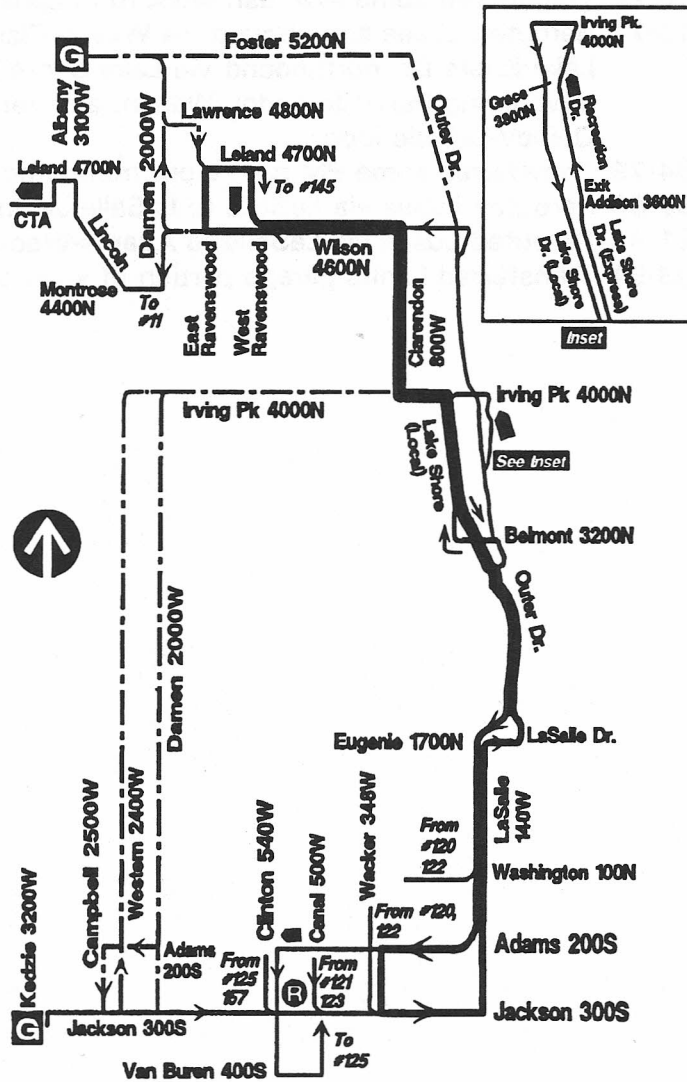 Foster 5200N
G
Albany
3100W
Leland 4700N
CTA
Lincoln
Montrose
4400N
Damen 2000W
To
#11
Lawrence 4800N
Leland 4700N
To #145
East
Ravenswood
West
Ravenswood
Wilson
4600N
Outer Dr.
Clarendon
800W
Irving Pk.
4000N
Grace
3800N
Recreation
Dr.
Exit
Addison 3600N
Lake Shore
Dr. (Local)
Lake Shore
Dr. (Express)
Inset
Irving Pk 4000N
Irving Pk 4000N
Lake Shore
(Local)
See Inset
Belmont 3200N
Outer Dr.
Damen 2000W
Eugenie 1700N
LaSalle Dr.
LaSalle
140W
Campbell 2500W
Western 2400W
Clinton 540W
Canal 500W
Wacker 348W
From
#120
122
Washington 100N
From #120,
122
Kedzie 3200W
Adams
200S
From
#125
157
R
From
#121
123
Adams 200S
G
Jackson 300S
Jackson 300S
To
#125
Van Buren 400S